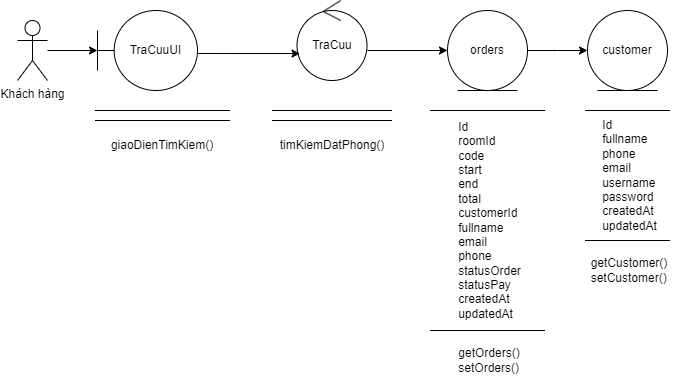 TraCuuUI
TraCuu
orders
customer
Khách hàng
giaoDienTimKiem()
timKiemDatPhong()
Id
roomId
code
start
end
total
customerId
fullname
email
phone
statusOrder
statusPay
createdAt
updatedAt
getOrders()
setOrders()
Id
fullname
phone
email
username
password
createdAt
updatedAt
getCustomer()
setCustomer()